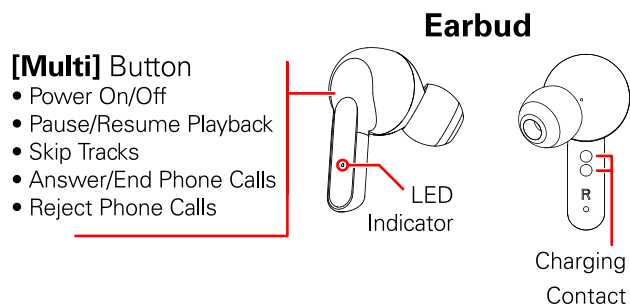 Earbud
[Multi] Button
• Power On/Off
• Pause/Resume Playback
• Skip Tracks
• Answer/End Phone Calls
• Reject Phone Calls
LED
Indicator
R
Charging
Contact